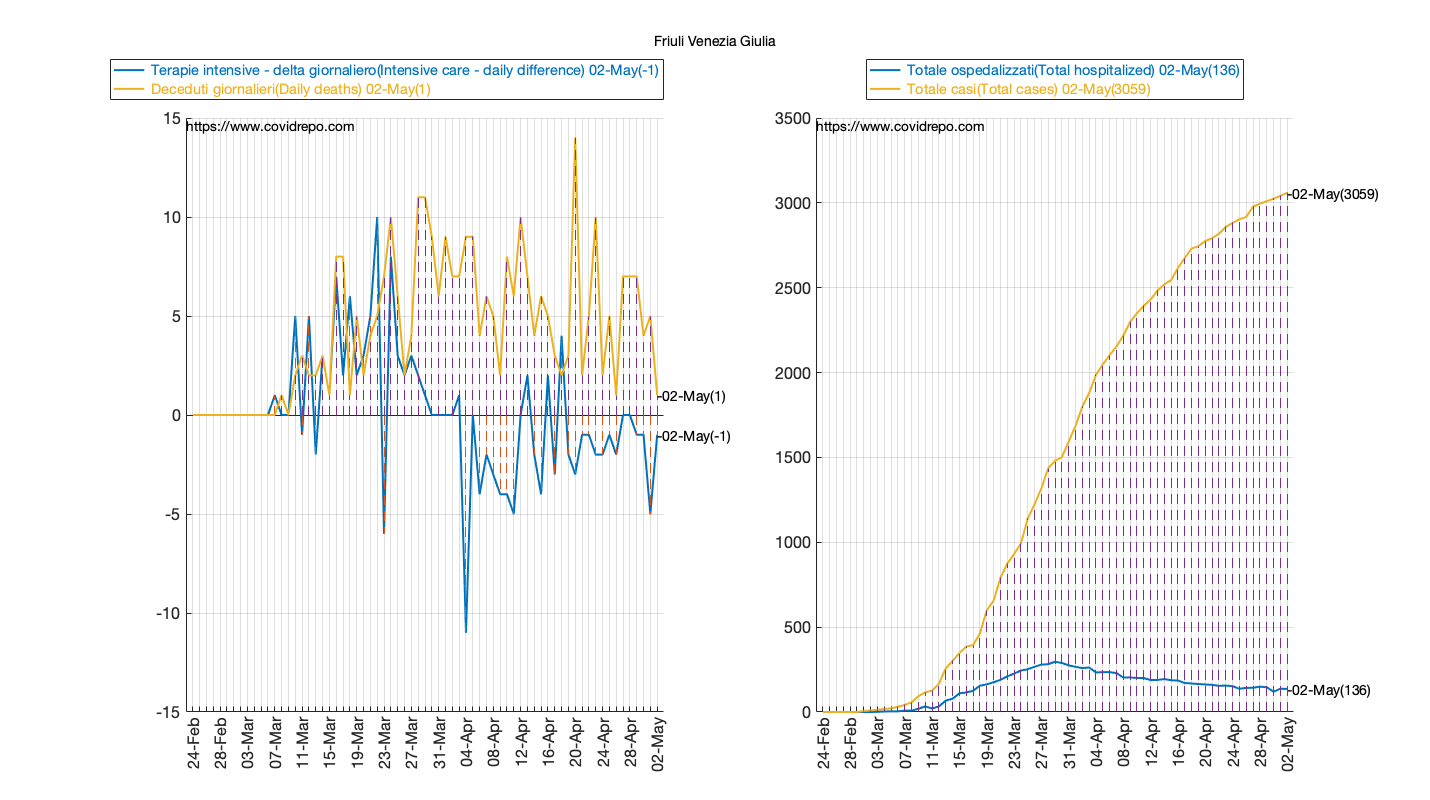 Friuli Venezia Giulia
Terapie intensive - delta giornaliero(Intensive care - daily difference) 02-May(-1)
Deceduti giornalieri(Daily deaths) 02-May(1)
15
https://www.covidrepo.com
10
5
0
-5
-10
-15
02-May(1)
02-May(-1)
24-Feb
28-Feb
03-Mar
07-Mar
11-Mar
15-Mar
19-Mar
23-Mar
27-Mar
31-Mar
04-Apr
08-Apr
12-Apr
16-Apr
20-Apr
24-Apr
28-Apr
02-May
Totale ospedalizzati(Total hospitalized) 02-May(136)
Totale casi(Total cases) 02-May(3059)
3500
https://www.covidrepo.com
3000
2500
2000
1500
1000
500
0
02-May(3059)
02-May(136)
24-Feb
28-Feb
03-Mar
07-Mar
11-Mar
15-Mar
19-Mar
23-Mar
27-Mar
31-Mar
04-Apr
08-Apr
12-Apr
16-Apr
20-Apr
24-Apr
28-Apr
02-May